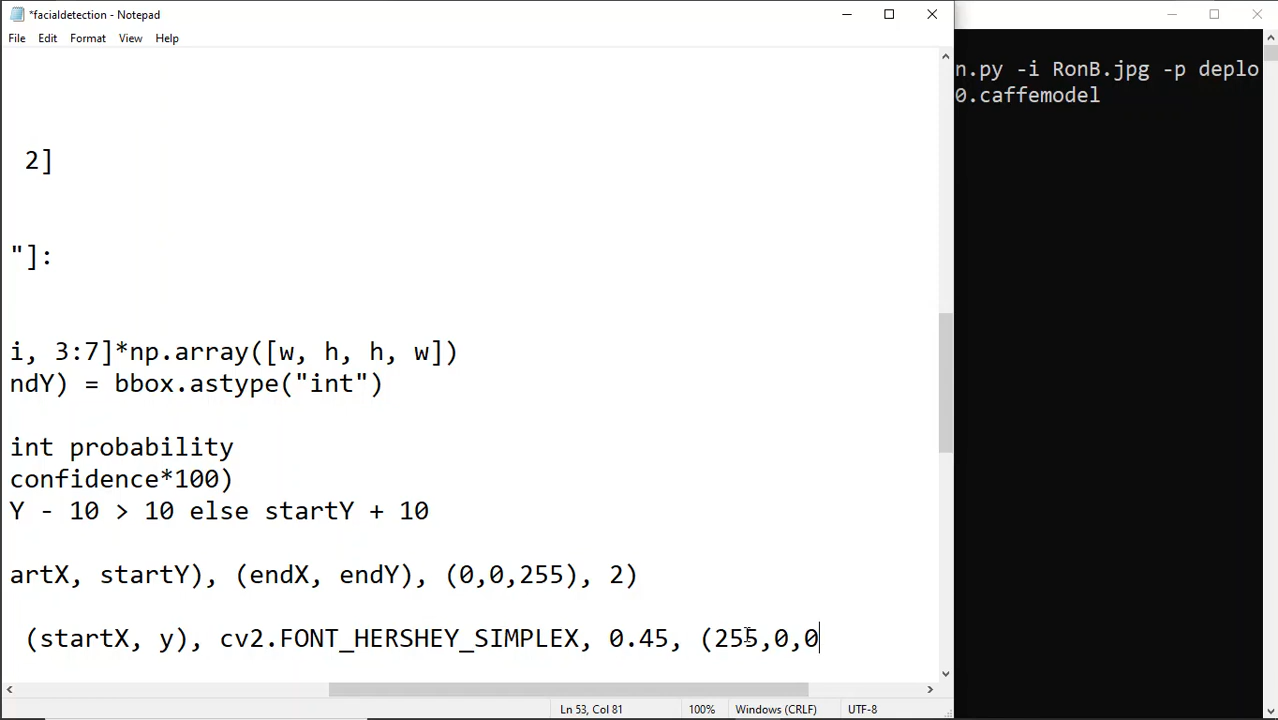 *facialdetection - Notepad
File Edit Format View Help
n.py -i RonB.jpg -p deplo
0.caffemodel
2]
"]:
i, 3:7]*np.array([w, h, h, w])
ndY) = bbox.astype("int")
int probability
confidence*100)
Y - 10 > 10 else startY + 10
artX, startY), (endX, endY), (0,0,255), 2)
(startX, y), cv2.FONT_HERSHEY_SIMPLEX, 0.45, (255,0,0
Ln 53, Col 81 100% Windows (CRLF) UTF-8